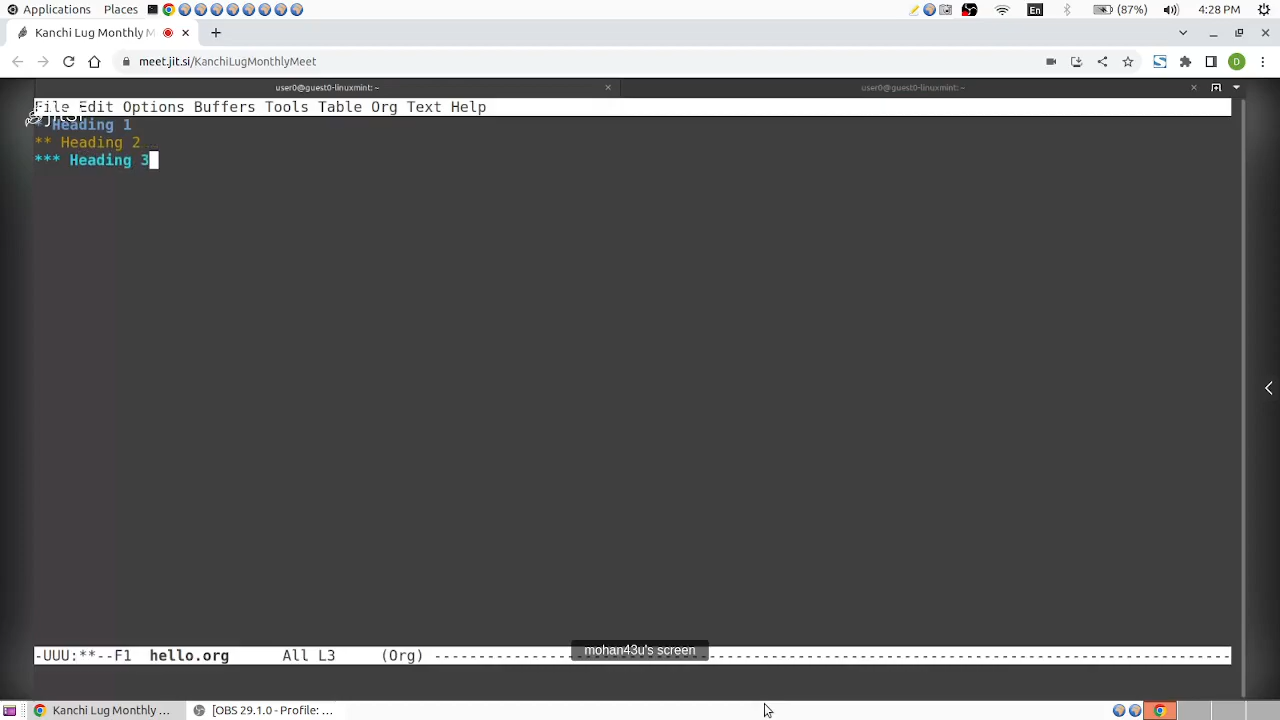 Applications Places En (87%) 4:28 PM
Kanchi Lug Monthly M
meet.jit.si/KanchiLugMonthlyMeet D
user0@guest0-linuxmint: ~ user0@guest0-linuxmint: ~
File Edit Options Buffers Tools Table Org Text Help
Heading 1
** Heading 2
*** Heading 3
-UUU:**--F1 hello.org All L3 (Org) ----------
mohan43u's screen
Kanchi Lug Monthly ... [OBS 29.1.0 - Profile: ...